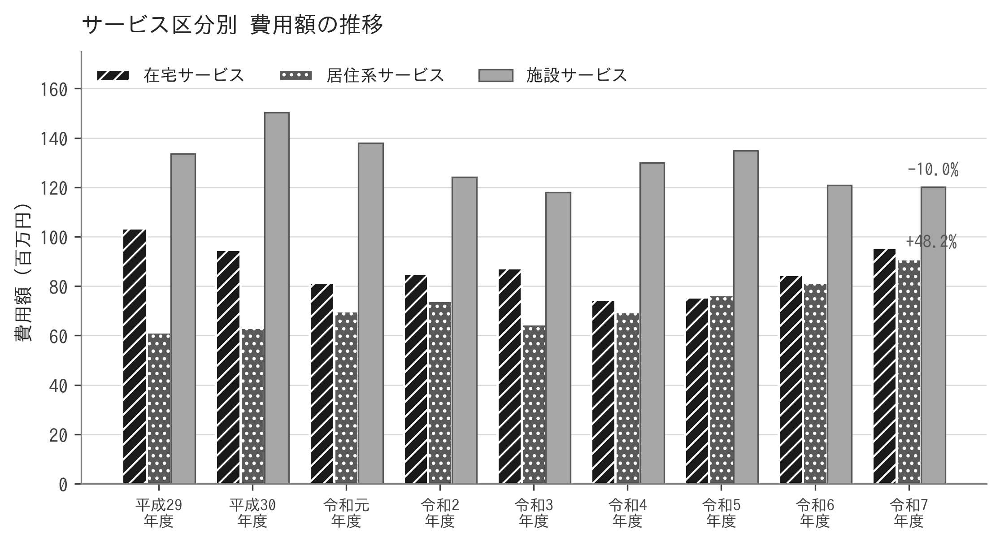 サービス区分別 費用額の推移
在宅サービス
居住系サービス
施設サービス
費用額（百万円）
160
140
120
100
80
60
40
20
0
-10.0%
+48.2%
平成29
年度
平成30
年度
令和元
年度
令和2
年度
令和3
年度
令和4
年度
令和5
年度
令和6
年度
令和7
年度